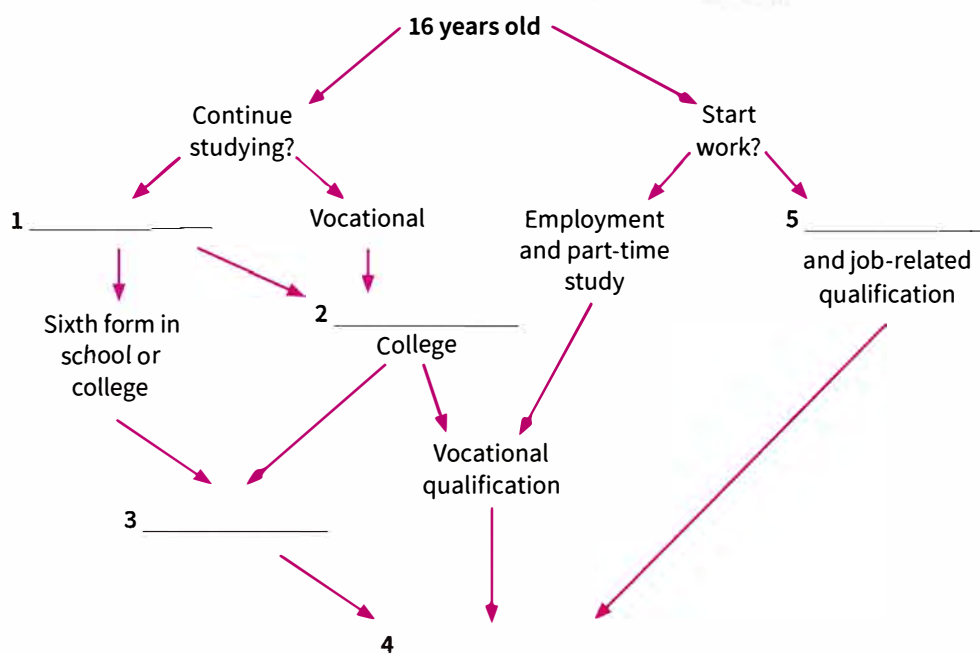 16 years old
Continue
studying?
Start
work?
1
Vocational
Employment
and part-time
study
5
and job-related
qualification
Sixth form in
school or
college
2
College
Vocational
qualification
3
4